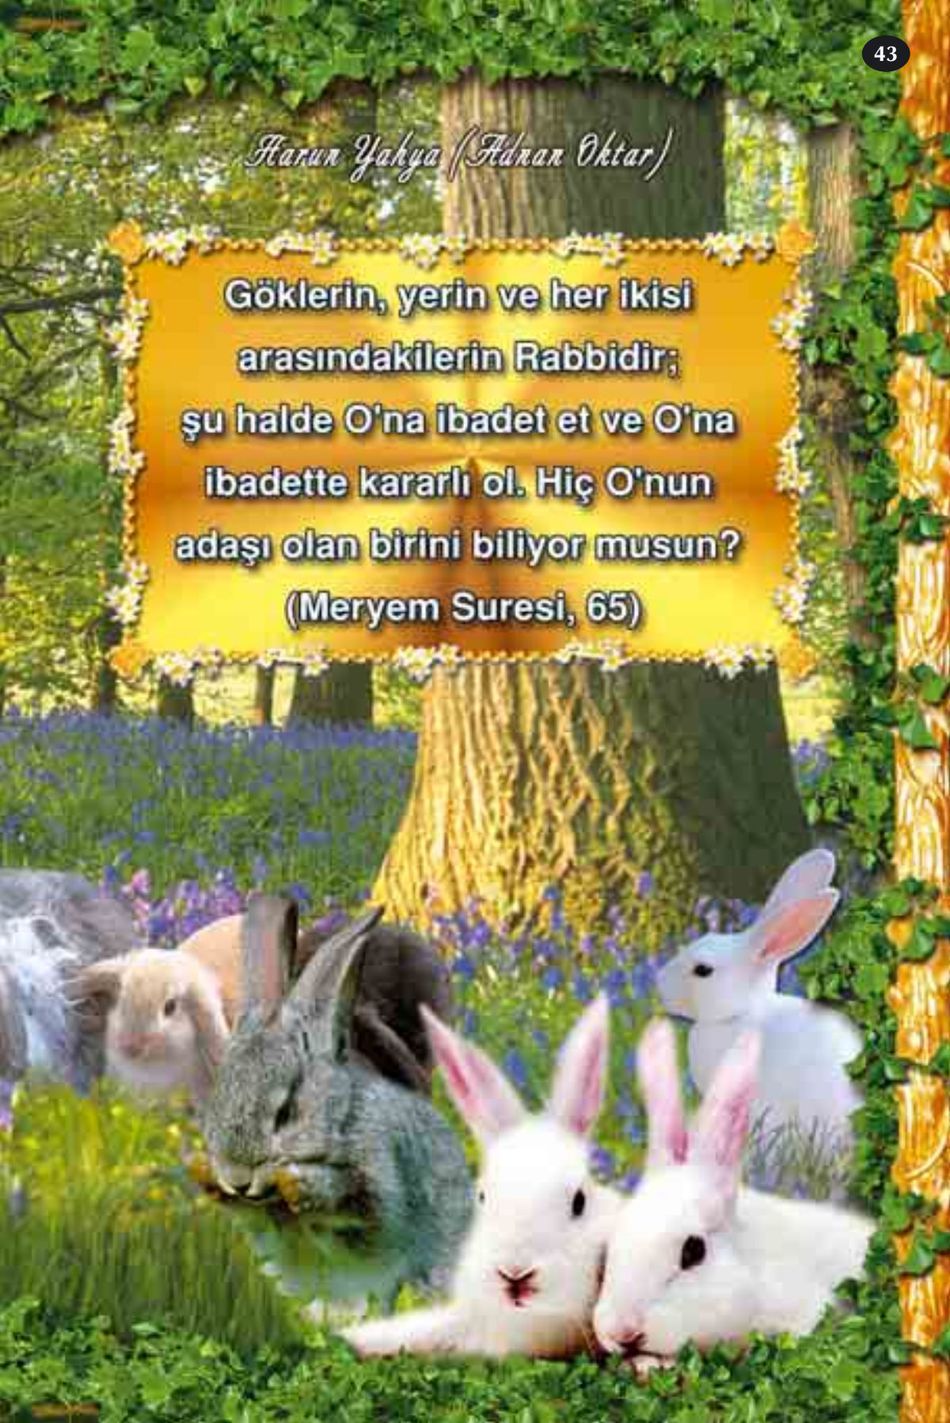 43
Harun Yahya (Adnan Oktar)
Göklerin, yerin ve her ikisi
arasındakilerin Rabbidir;
şu halde O'na ibadet et ve O'na
ibadette kararlı ol. Hiç O'nun
adaşı olan birini biliyor musun?
(Meryem Suresi, 65)